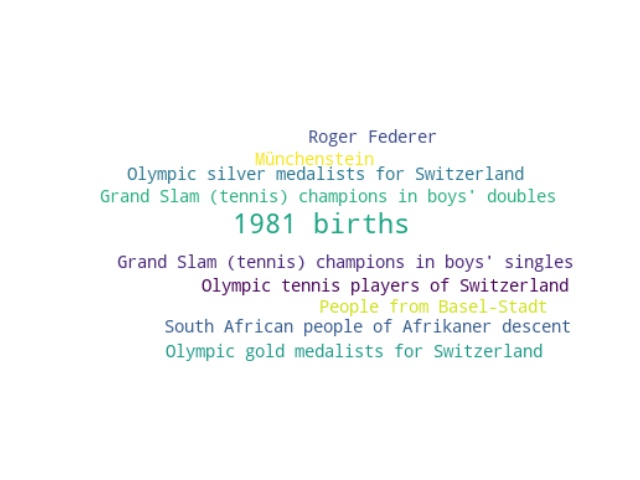 Roger Federer
Münchenstein
Olympic silver medalists for Switzerland
Grand Slam (tennis) champions in boys' doubles
1981 births
Grand Slam (tennis) champions in boys' singles
Olympic tennis players of Switzerland
People from Basel-Stadt
South African people of Afrikaner descent
Olympic gold medalists for Switzerland